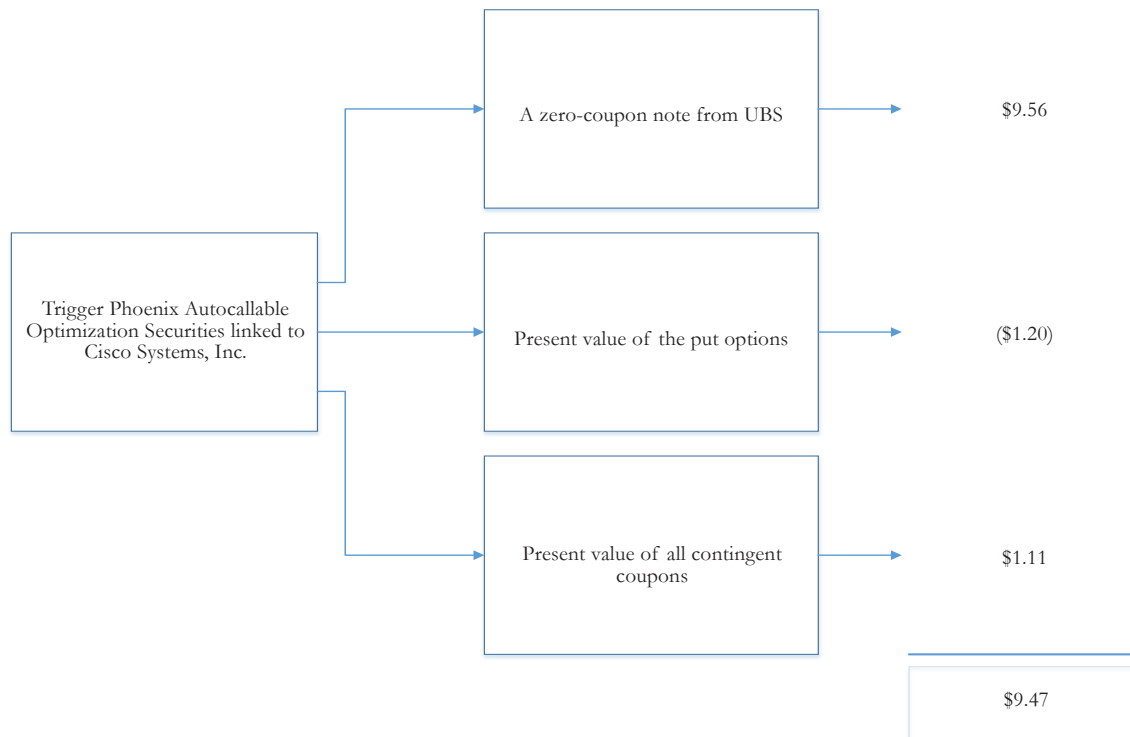 A zero-coupon note from UBS
$9.56
Trigger Phoenix Autocallable
Optimization Securities linked to
Cisco Systems, Inc.
Present value of the put options
($1.20)
Present value of all contingent
coupons
$1.11
$9.47